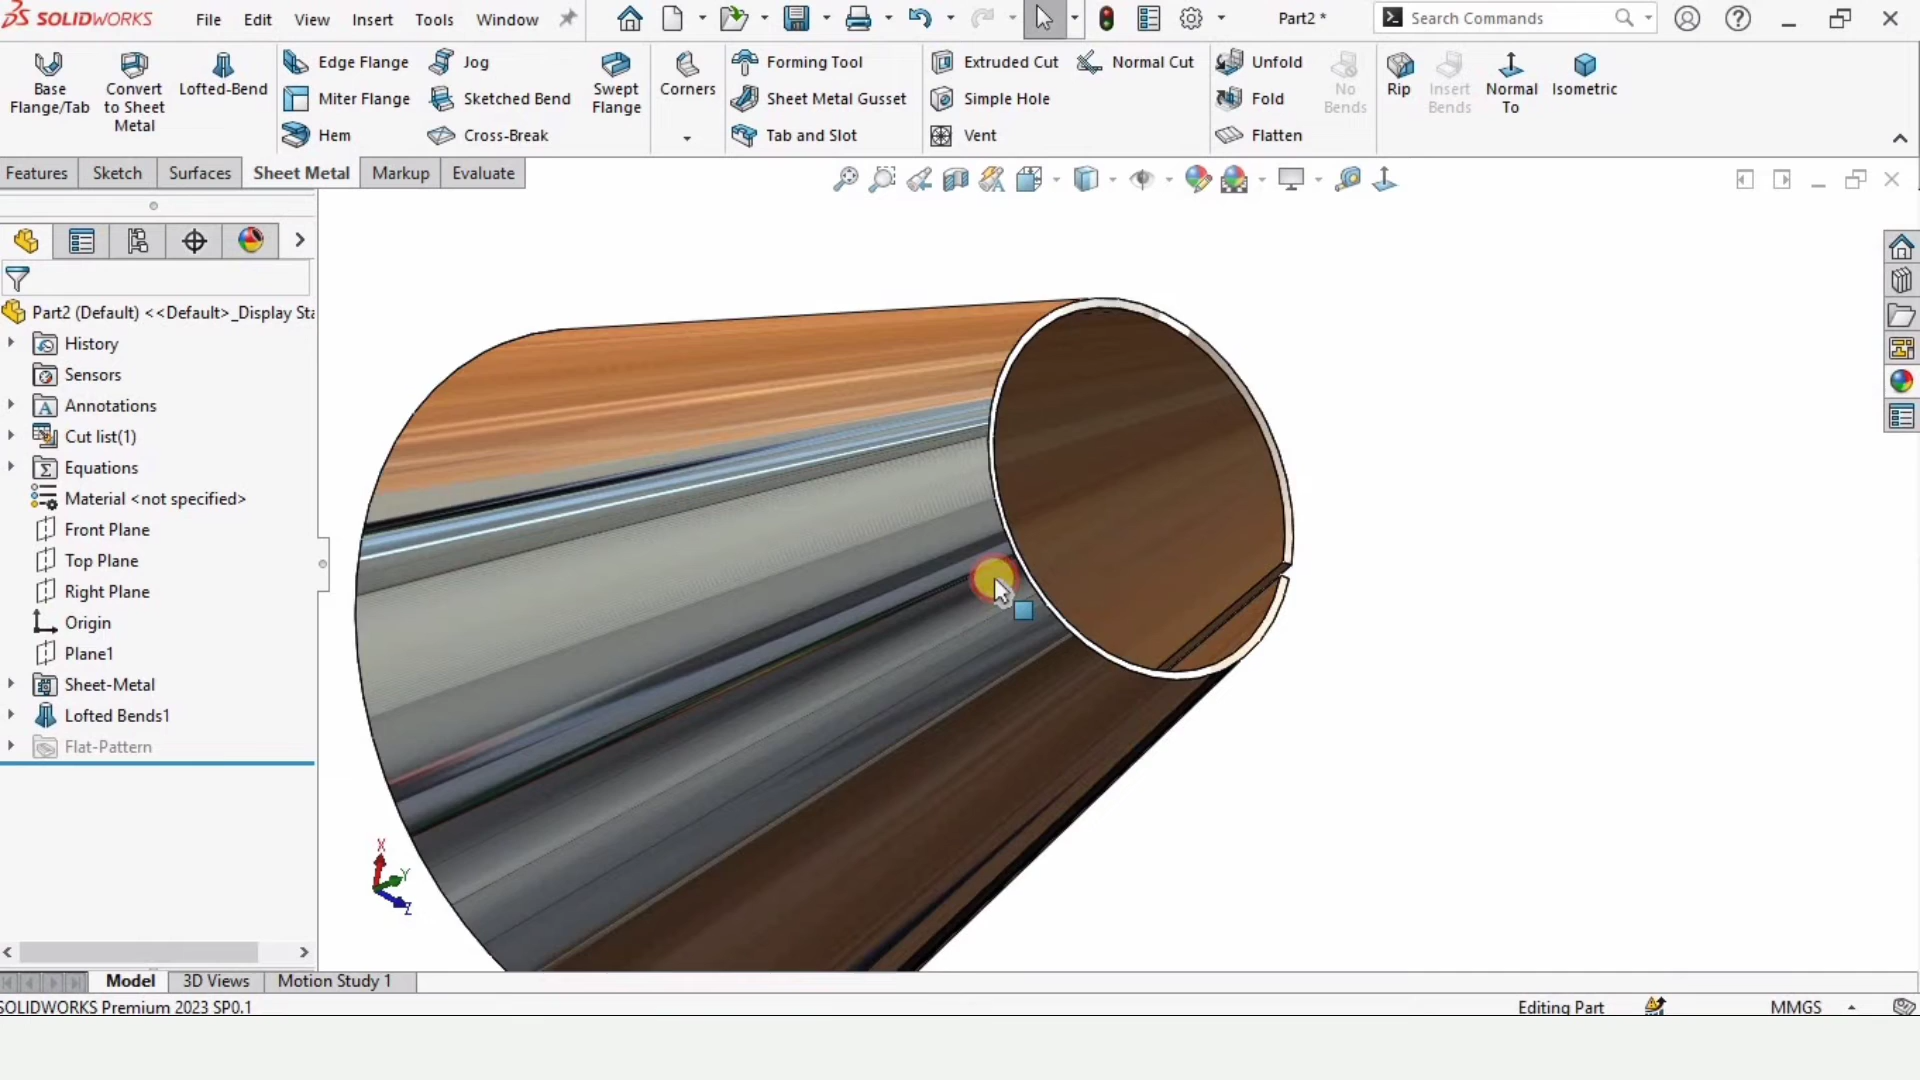 SOLIDWORKS File Edit View Insert Tools Window Part2 * Search Commands
Base Flange/Tab
Convert to Sheet Metal
Lofted-Bend
Edge Flange
Miter Flange
Hem
Jog
Sketched Bend
Cross-Break
Swept Flange
Corners
Forming Tool
Sheet Metal Gusset
Tab and Slot
Extruded Cut
Simple Hole
Vent
Normal Cut
Unfold
Fold
Flatten
No Bends
Rip
Insert Bends
Normal To
Isometric
Features Sketch Surfaces Sheet Metal Markup Evaluate
Part2 (Default) <<Default>_Display Sta
History
Sensors
Annotations
Cut list(1)
Equations
Material <not specified>
Front Plane
Top Plane
Right Plane
Origin
Plane1
Sheet-Metal
Lofted Bends1
Flat-Pattern
X
Y
Z
Model 3D Views Motion Study 1
SOLIDWORKS Premium 2023 SP0.1 Editing Part MMGS